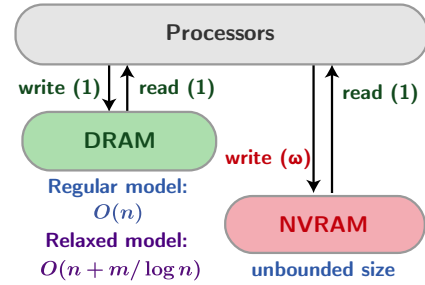 Processors
write (1) read (1)
read (1)
DRAM
write (ω)
Regular model:
O(n)
NVRAM
Relaxed model:
O(n + m/ log n)
unbounded size